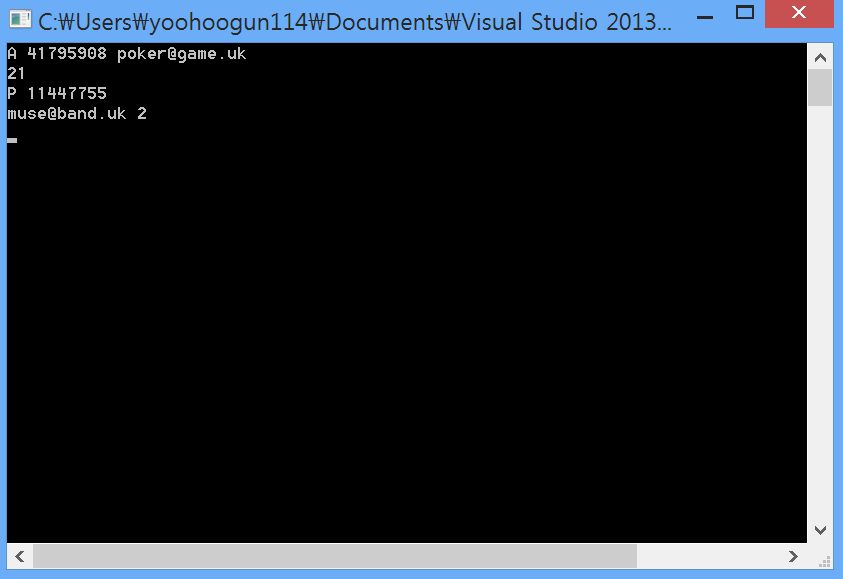 C:₩Users₩yoohoogun114₩Documents₩Visual Studio 2013...
A 41795908 poker@game.uk
21
P 11447755
muse@band.uk 2